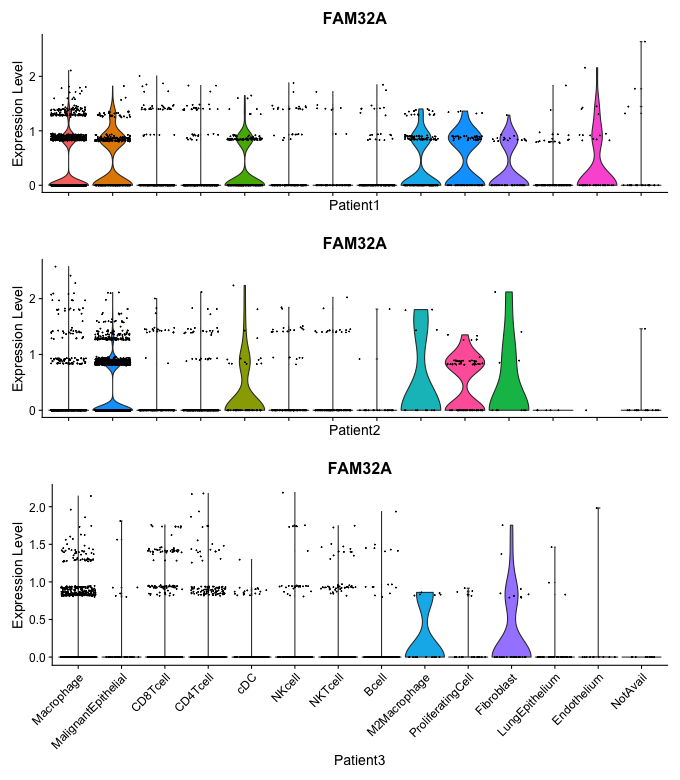 FAM32A
Expression Level
2
1
0
Patient1
FAM32A
Expression Level
2
1
0
Patient2
FAM32A
Expression Level
2.0
1.5
1.0
0.5
0.0
Macrophage
MalignantEpithelial
CD8Tcell
CD4Tcell
cDC
NKcell
NKTcell
Bcell
M2Macrophage
ProliferatingCell
Fibroblast
LungEpithelium
Endothelium
NotAvail
Patient3